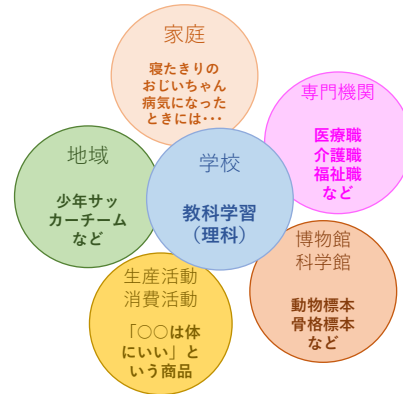 家庭
寝たきりの
おじいちゃん
病気になった
ときには･･･
専門機関
医療職
介護職
福祉職
など
地域
少年サッ
カーチーム
など
学校
教科学習
（理科）
博物館
科学館
動物標本
骨格標本
など
生産活動
消費活動
「○○は体
にいい」と
いう商品